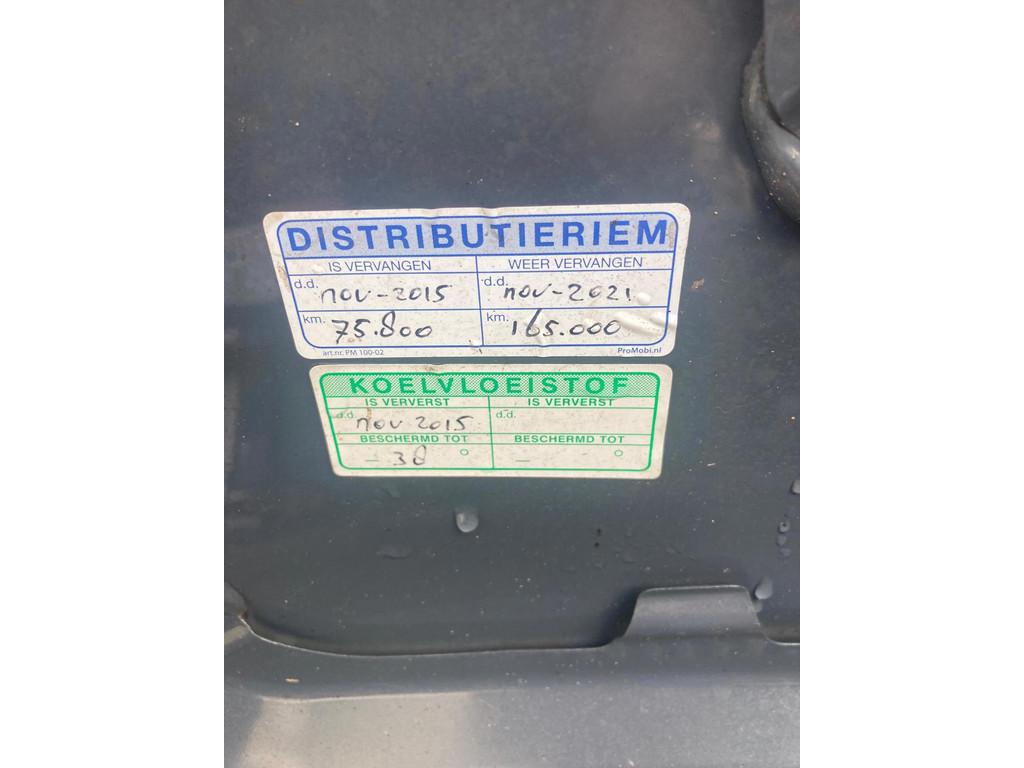 DISTRIBUTIERIEM
IS VERVANGEN WEER VERVANGEN
d.d. nov-2015 d.d. nov-2021
km. 75.800 km. 165.000
art.nr. PM 100-02 ProMobi.nl
KOELVLOEISTOF
IS VERVERST IS VERVERST
d.d. nov 2015 d.d.
BESCHERMD TOT BESCHERMD TOT
– 38 ° – °